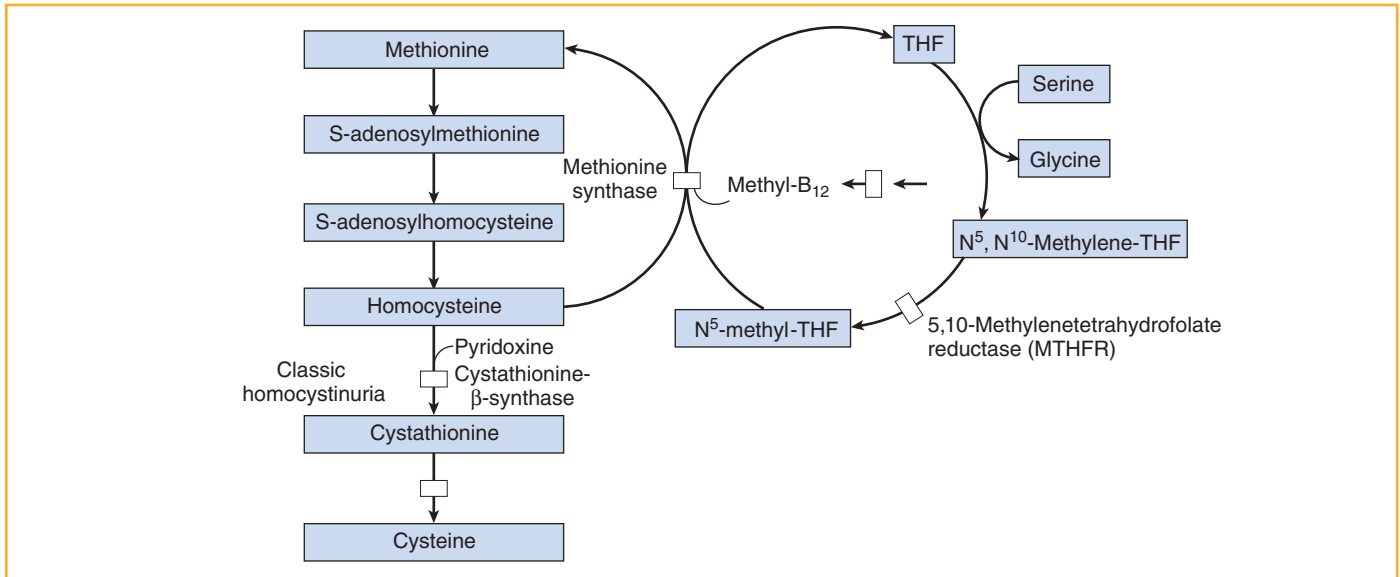 Methionine
S-adenosylmethionine
S-adenosylhomocysteine
Homocysteine
Pyridoxine
Classic
homocystinuria
Cystathionine-
β-synthase
Cystathionine
Cysteine
Methionine
synthase
Methyl-B₁₂
THF
Serine
Glycine
N⁵, N¹⁰-Methylene-THF
N⁵-methyl-THF
5,10-Methylenetetrahydrofolate
reductase (MTHFR)